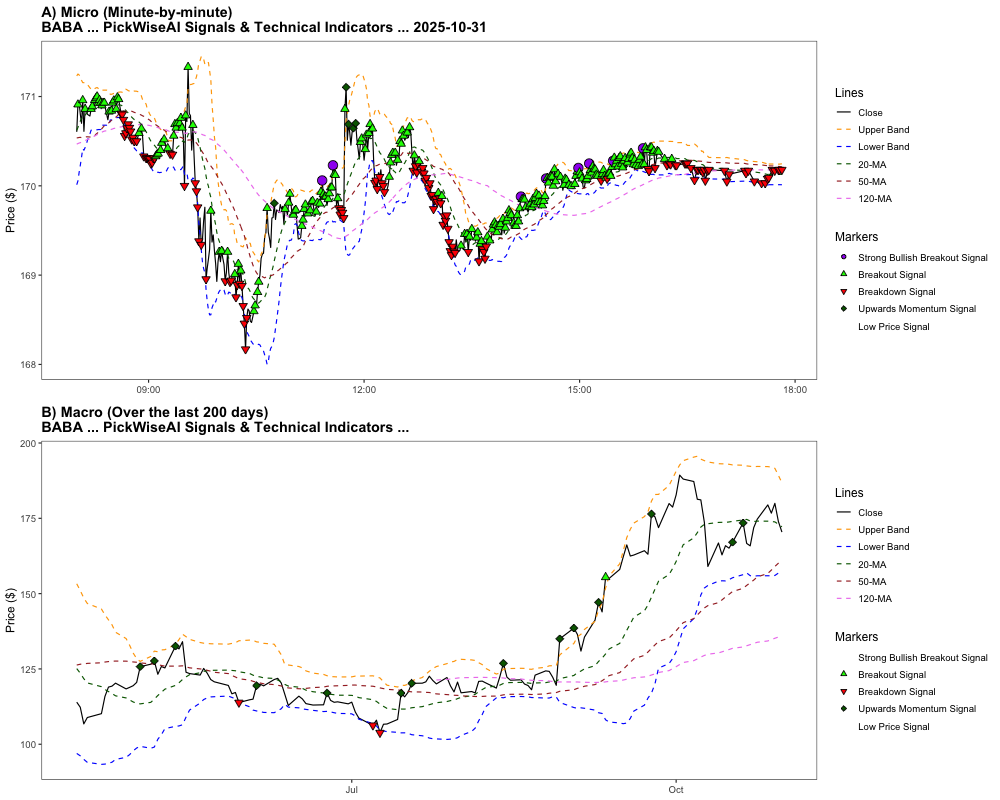 A) Micro (Minute-by-minute)
BABA ... PickWiseAI Signals & Technical Indicators ... 2025-10-31
Price ($)
171
170
169
168
09:00
12:00
15:00
18:00
Lines
Close
Upper Band
Lower Band
20-MA
50-MA
120-MA
Markers
Strong Bullish Breakout Signal
Breakout Signal
Breakdown Signal
Upwards Momentum Signal
Low Price Signal
B) Macro (Over the last 200 days)
BABA ... PickWiseAI Signals & Technical Indicators ...
Price ($)
200
175
150
125
100
Jul
Oct
Lines
Close
Upper Band
Lower Band
20-MA
50-MA
120-MA
Markers
Strong Bullish Breakout Signal
Breakout Signal
Breakdown Signal
Upwards Momentum Signal
Low Price Signal